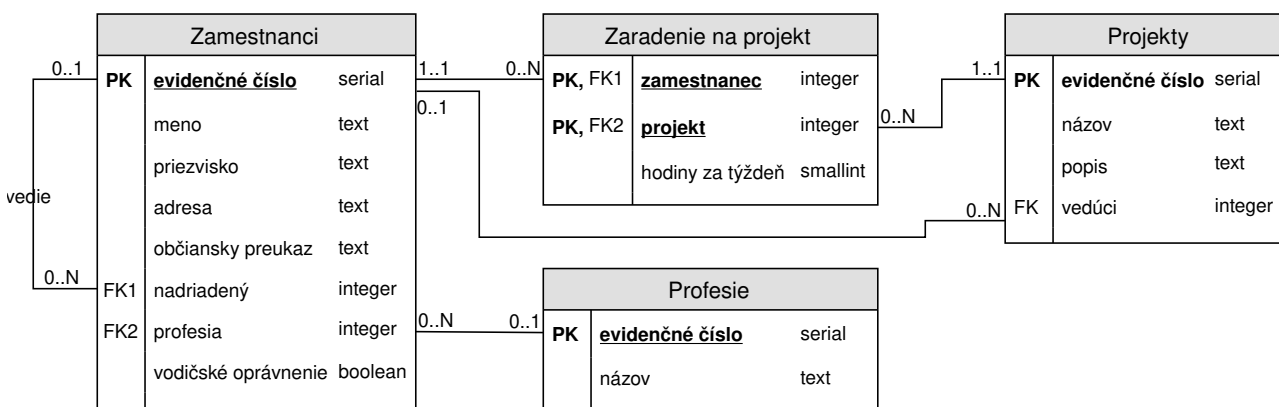 Zamestnanci
PK evidenčné číslo serial
meno text
priezvisko text
adresa text
občiansky preukaz text
FK1 nadriadený integer
FK2 profesia integer
vodičské oprávnenie boolean
0..1
vedie
0..N
1..1 0..N
0..1
0..N 0..1
Zaradenie na projekt
PK, FK1 zamestnanec integer
PK, FK2 projekt integer
hodiny za týždeň smallint
0..N
1..1
0..N
Profesie
PK evidenčné číslo serial
názov text
Projekty
PK evidenčné číslo serial
názov text
popis text
FK vedúci integer